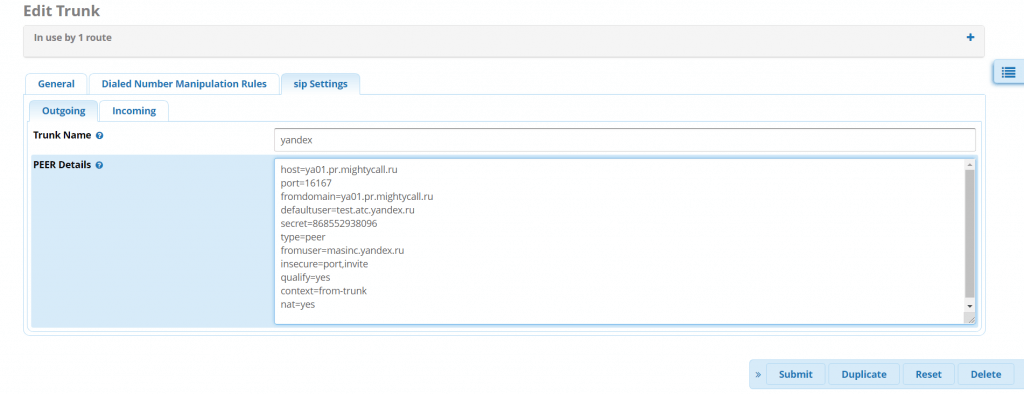 Edit Trunk
In use by 1 route
General
Dialed Number Manipulation Rules
sip Settings
Outgoing
Incoming
Trunk Name
yandex
PEER Details
host=ya01.pr.mightycall.ru
port=16167
fromdomain=ya01.pr.mightycall.ru
defaultuser=test.atc.yandex.ru
secret=868552938096
type=peer
fromuser=masinc.yandex.ru
insecure=port,invite
qualify=yes
context=from-trunk
nat=yes
» Submit Duplicate Reset Delete